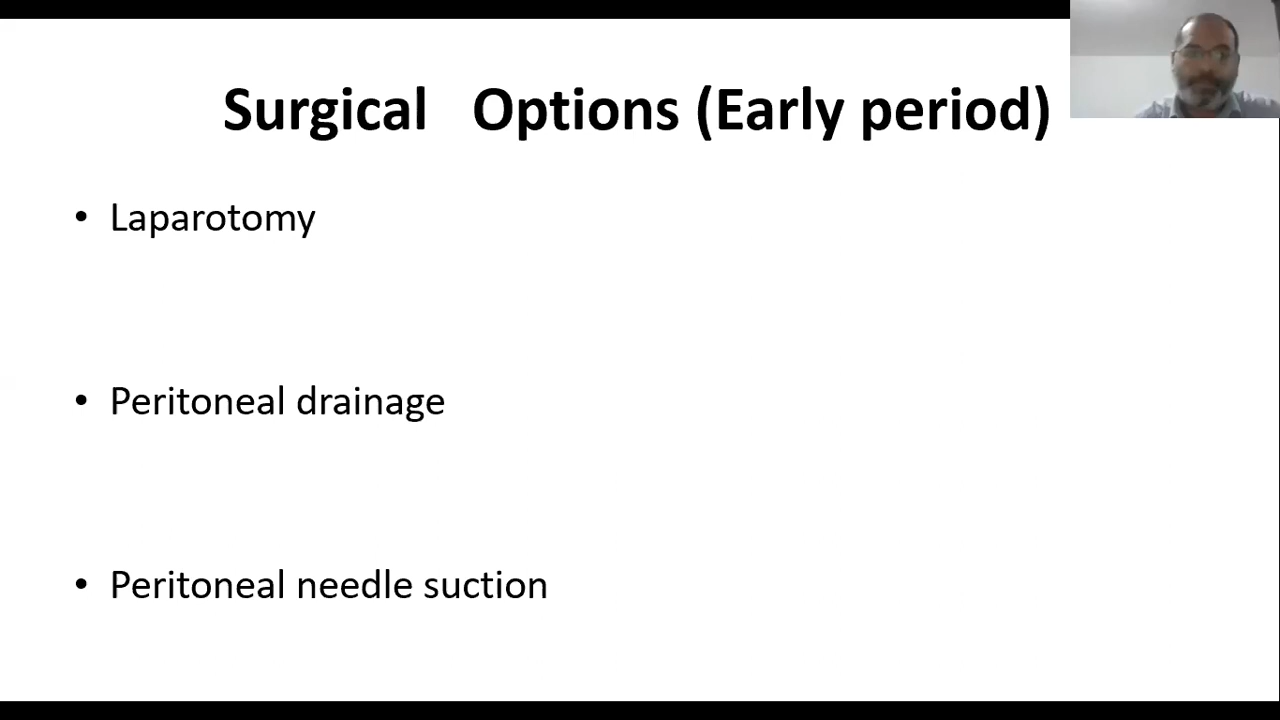 Surgical Options (Early period)
• Laparotomy
• Peritoneal drainage
• Peritoneal needle suction